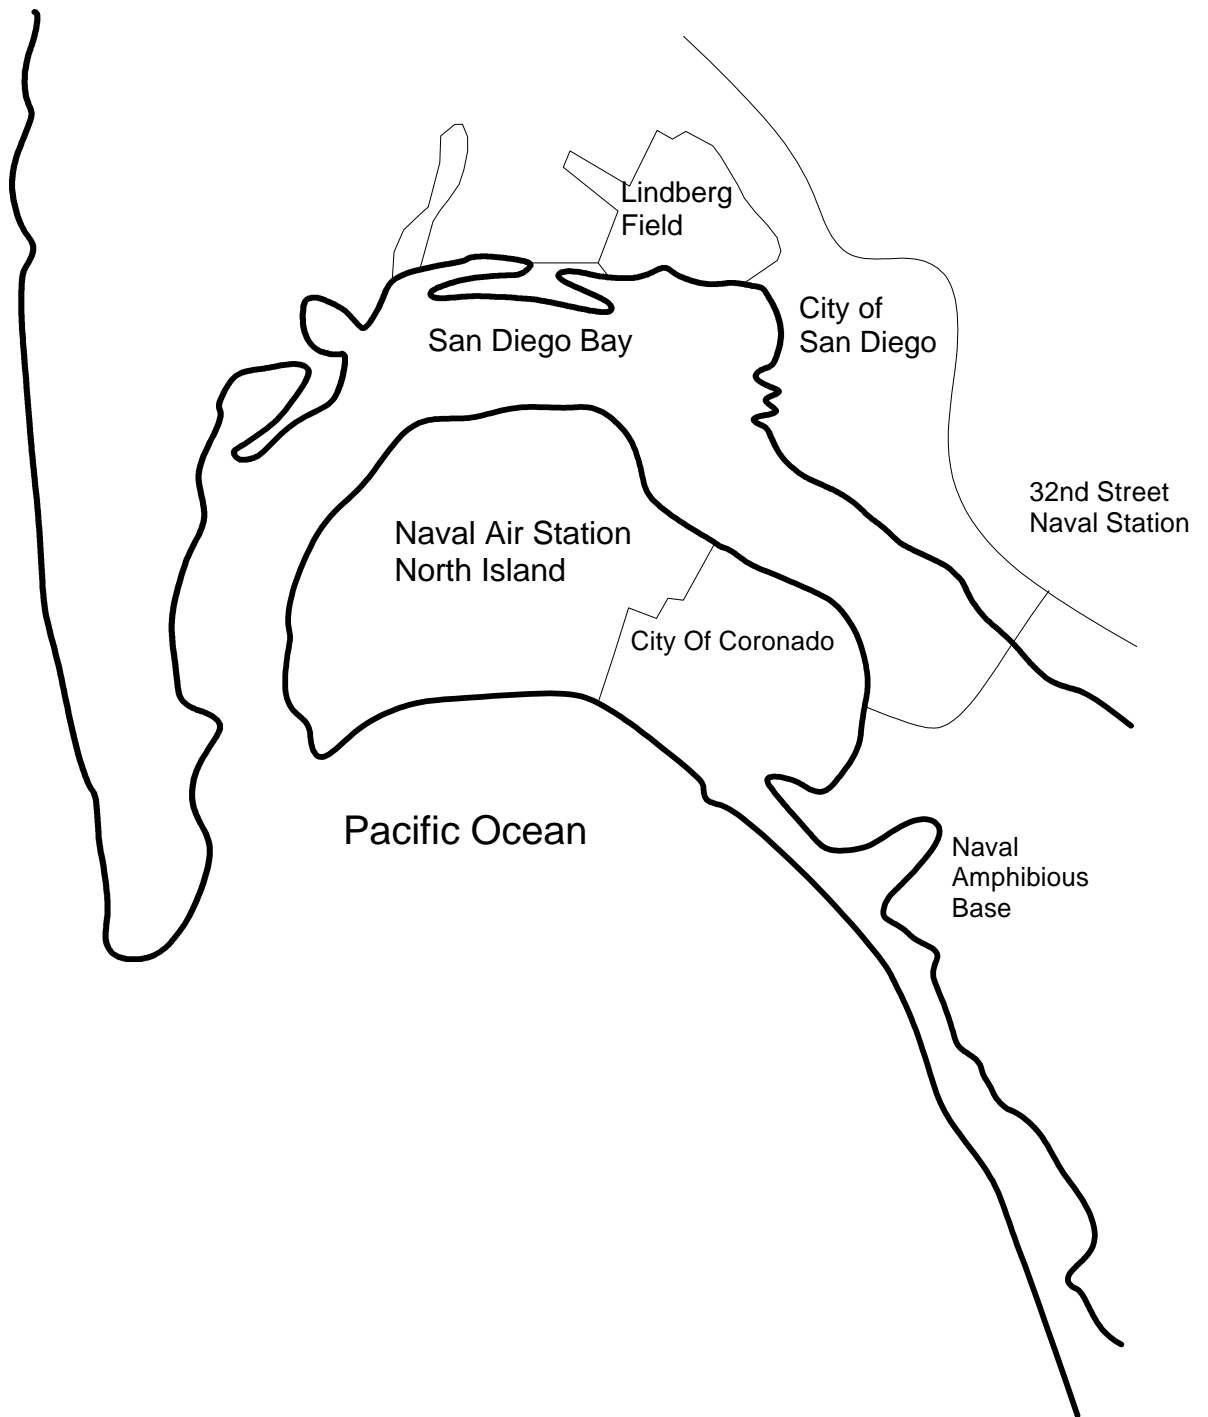 Lindberg
Field
City of
San Diego
San Diego Bay
32nd Street
Naval Station
Naval Air Station
North Island
City Of Coronado
Pacific Ocean
Naval
Amphibious
Base